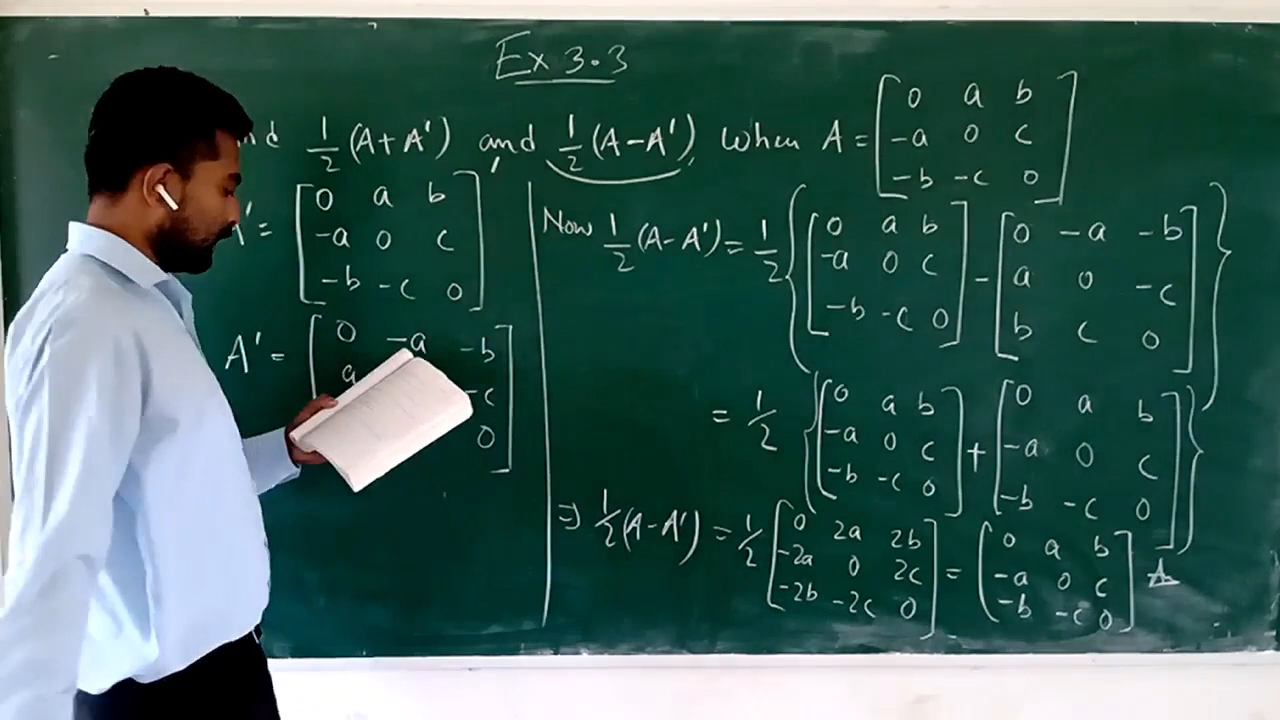 Ex 3.3
nd 1/2 (A+A') and 1/2 (A-A'), when A = [0 a b
-a 0 c
-b -c 0]
' = [0 a b
-a 0 c
-b -c 0]
A' = [0 -a -b
a -c
0]
Now 1/2 (A-A') = 1/2 { [0 a b
-a 0 c
-b -c 0] - [0 -a -b
a 0 -c
b c 0] }
= 1/2 { [0 a b
-a 0 c
-b -c 0] + [0 a b
-a 0 c
-b -c 0] }
⇒ 1/2 (A-A') = 1/2 [0 2a 2b
-2a 0 2c
-2b -2c 0] = [0 a b
-a 0 c
-b -c 0]